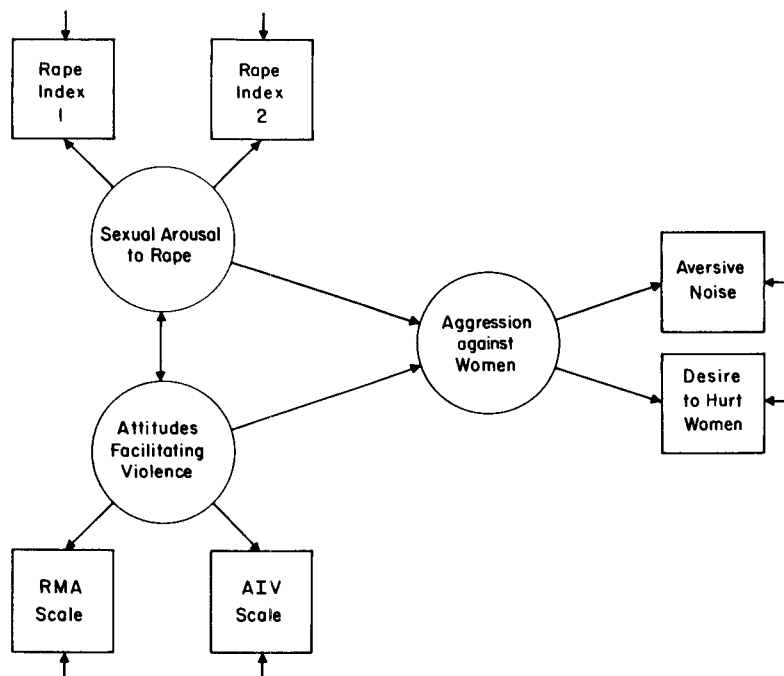 Rape
Index
1
Rape
Index
2
Sexual Arousal
to Rape
Aversive
Noise
Aggression
against
Women
Desire
to Hurt
Women
Attitudes
Facilitating
Violence
RMA
Scale
AIV
Scale